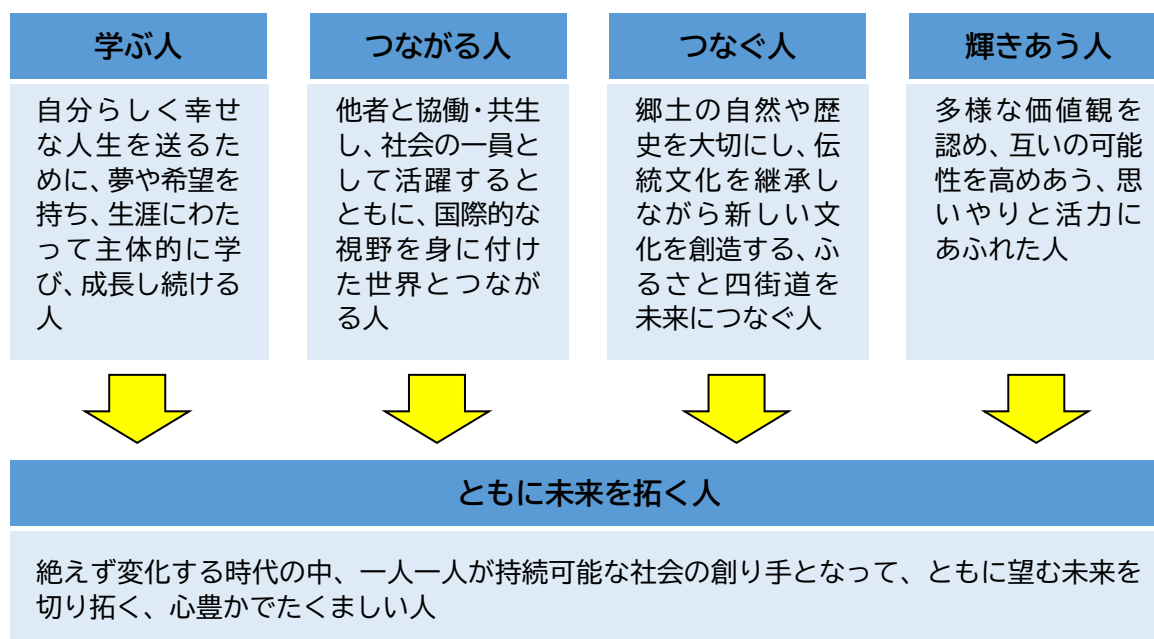 学ぶ人
自分らしく幸せ
な人生を送るた
めに、夢や希望を
持ち、生涯にわた
って主体的に学
び、成長し続ける
人
つながる人
他者と協働・共生
し、社会の一員と
して活躍すると
ともに、国際的な
視野を身に付け
た世界とつなが
る人
つなぐ人
郷土の自然や歴
史を大切にし、伝
統文化を継承し
ながら新しい文
化を創造する、ふ
るさと四街道を
未来につなぐ人
輝きあう人
多様な価値観を
認め、互いの可能
性を高めあう、思
いやりと活力に
あふれた人
ともに未来を拓く人
絶えず変化する時代の中、一人一人が持続可能な社会の創り手となって、ともに望む未来を
切り拓く、心豊かでたくましい人